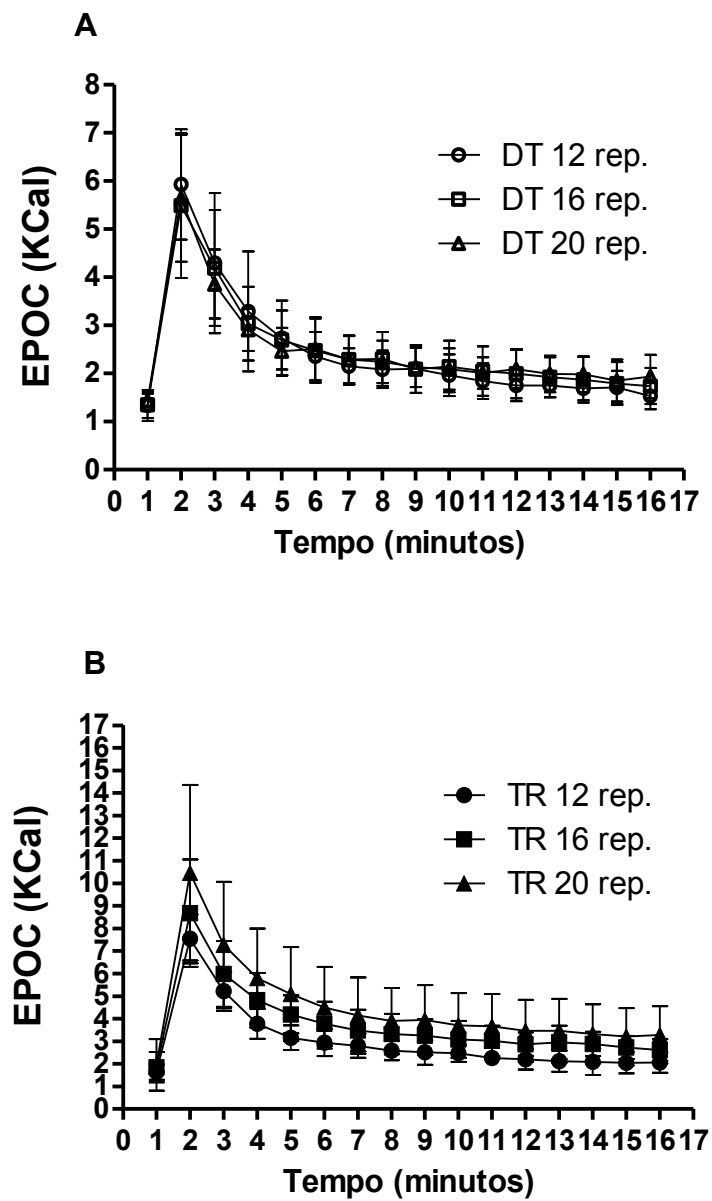 A
8
7
6
5
4
3
2
1
0
EPOC (KCal)
DT 12 rep.
DT 16 rep.
DT 20 rep.
0 1 2 3 4 5 6 7 8 9 10 11 12 13 14 15 16 17
Tempo (minutos)
B
17
16
15
14
13
12
11
10
9
8
7
6
5
4
3
2
1
0
EPOC (KCal)
TR 12 rep.
TR 16 rep.
TR 20 rep.
0 1 2 3 4 5 6 7 8 9 10 11 12 13 14 15 16 17
Tempo (minutos)